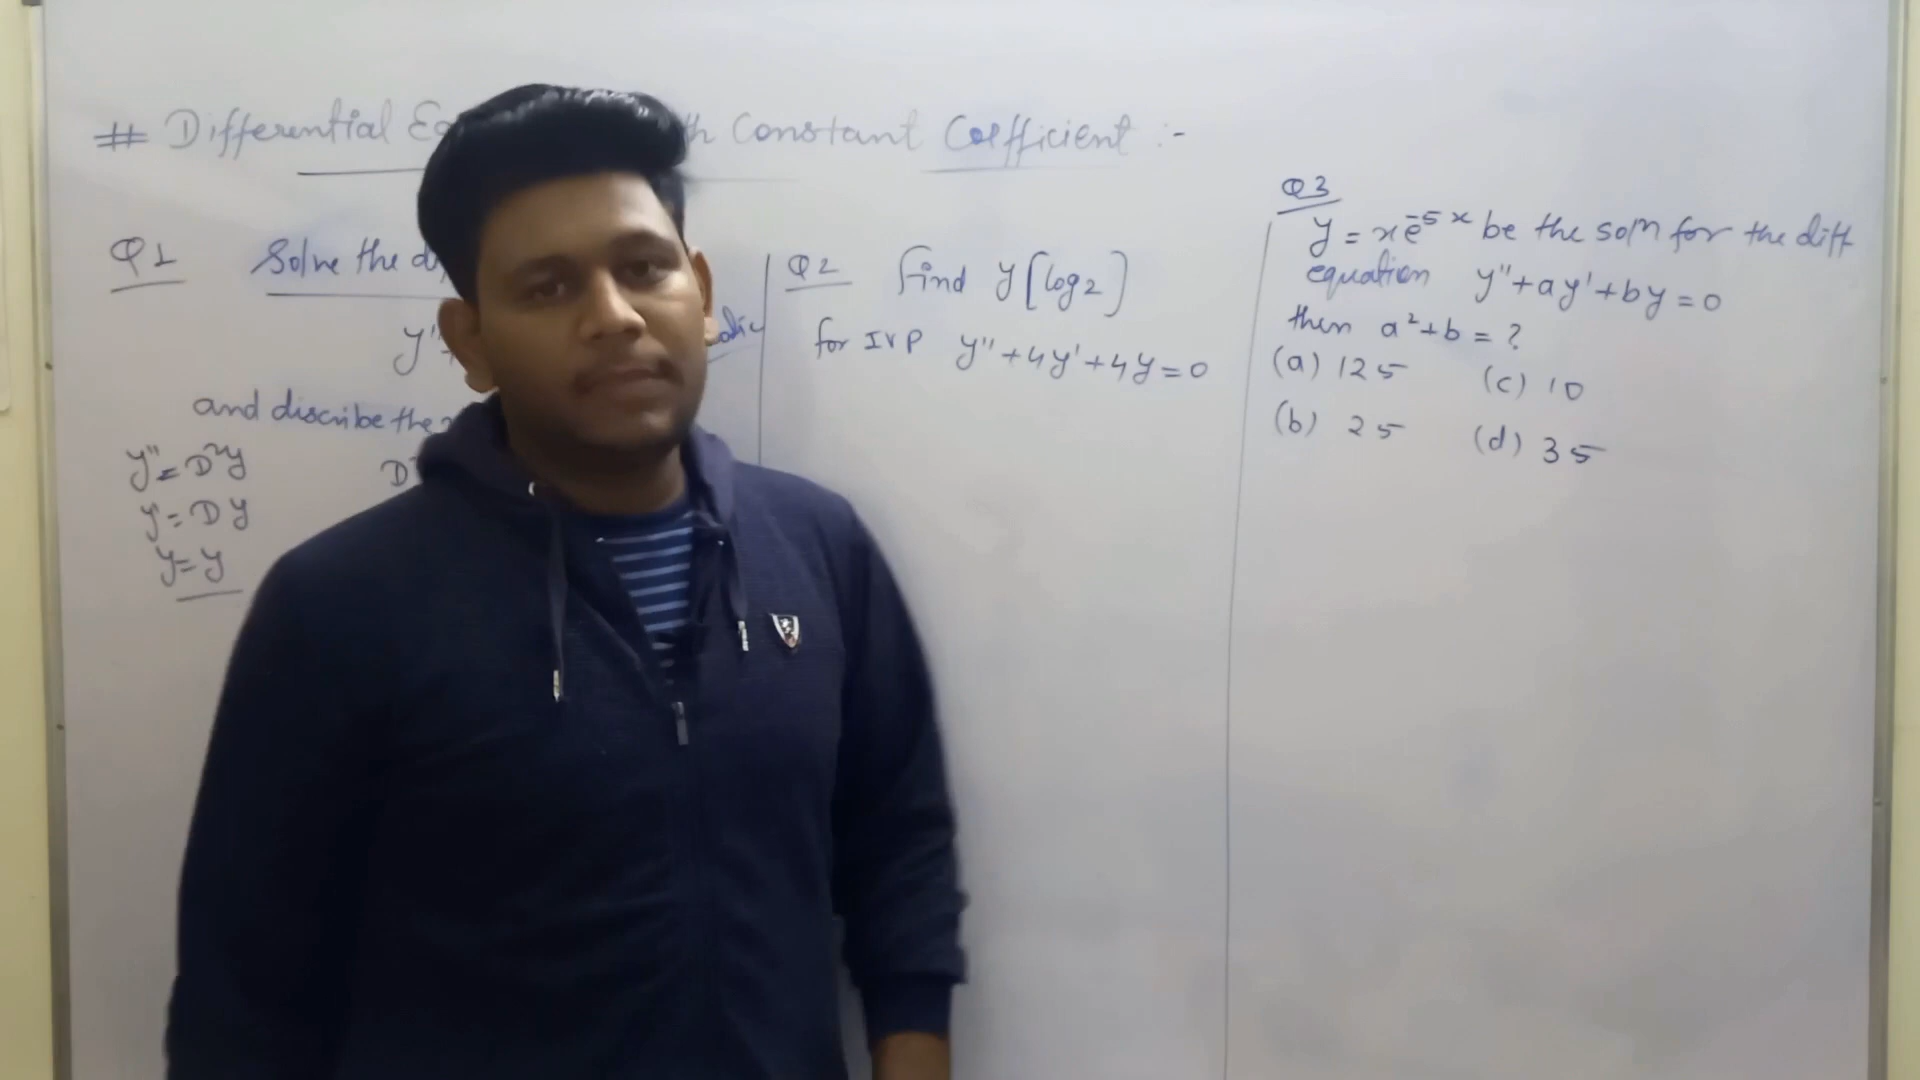 # Differential Constant Coefficient :-
Q1 Solve the
and discribe the
y" = D²y
y' = Dy
y = y
Q2 find y[log2]
for IVP y"+4y'+4y=0
Q3
y = xe^-5x be the soln for the diff
equation y"+ay'+by=0
then a²+b = ?
(a) 125 (c) 10
(b) 25 (d) 35